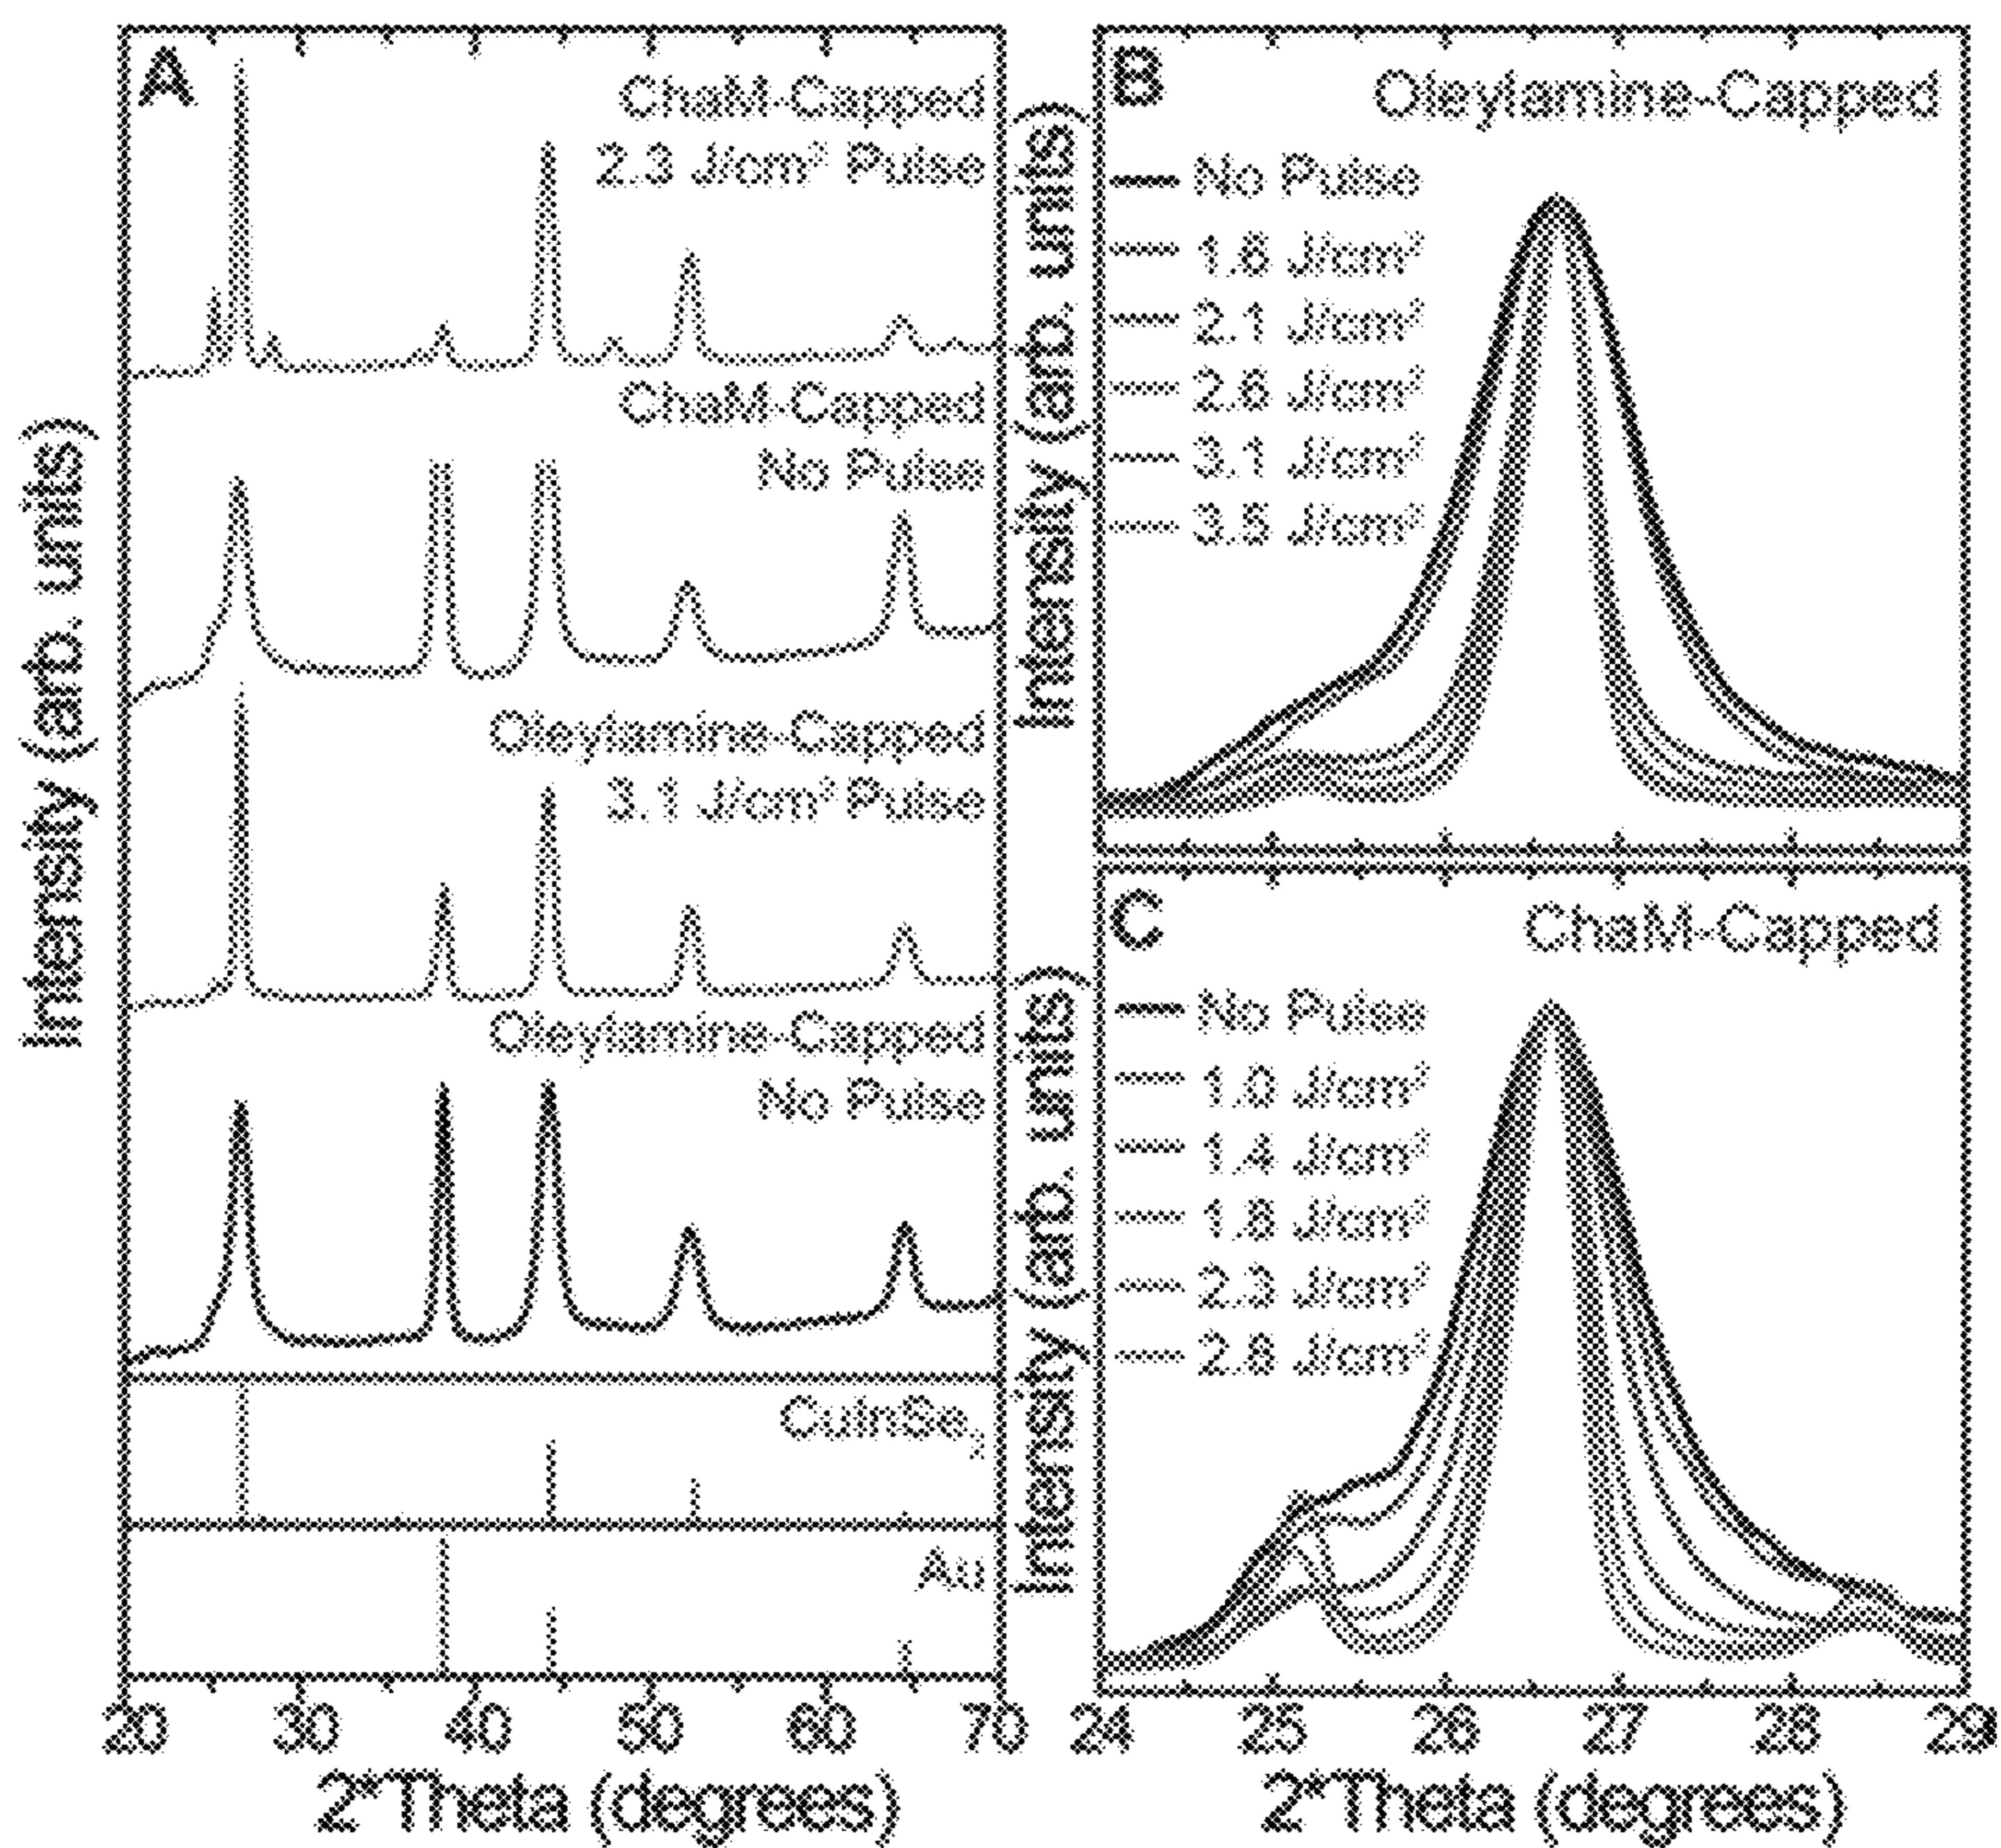 A
ChaM-Capped
2.3 J/cm² Pulse
ChaM-Capped
No Pulse
Oleylamine-Capped
3.1 J/cm² Pulse
Oleylamine-Capped
No Pulse
CuInSe₂
Au
Intensity (arb. units)
20 30 40 50 60 70
2*Theta (degrees)
B
Oleylamine-Capped
No Pulse
1.6 J/cm²
2.1 J/cm²
2.6 J/cm²
3.1 J/cm²
3.5 J/cm²
Intensity (arb. units)
C
ChaM-Capped
No Pulse
1.0 J/cm²
1.4 J/cm²
1.8 J/cm²
2.3 J/cm²
2.8 J/cm²
Intensity (arb. units)
24 25 26 27 28 29
2*Theta (degrees)